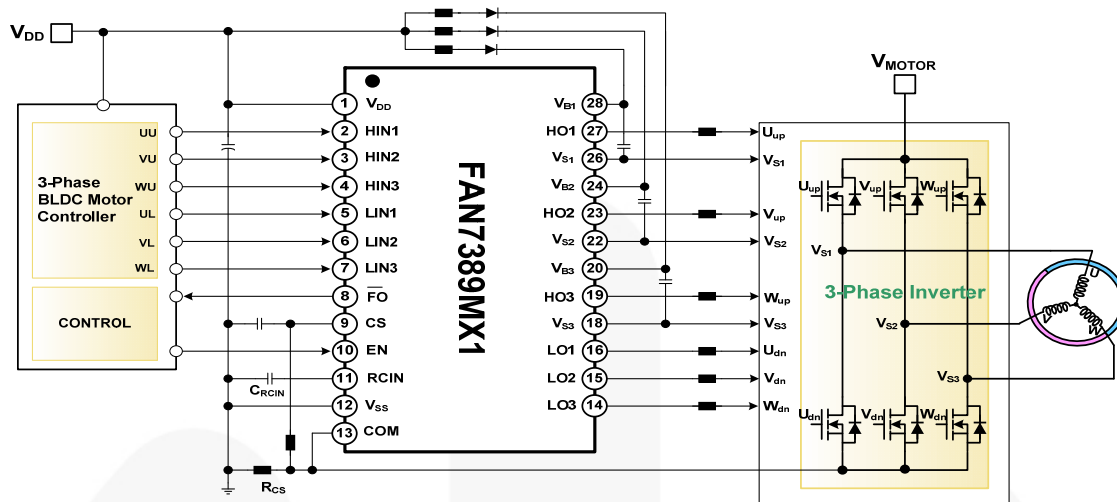 VDD
3-Phase
BLDC Motor
Controller
UU
VU
WU
UL
VL
WL
CONTROL
1 VDD
2 HIN1
3 HIN2
4 HIN3
5 LIN1
6 LIN2
7 LIN3
8 FO
9 CS
10 EN
11 RCIN
12 VSS
13 COM
CRCIN
RCS
FAN7389MX1
VB1 28
HO1 27
VS1 26
VB2 24
HO2 23
VS2 22
VB3 20
HO3 19
VS3 18
LO1 16
LO2 15
LO3 14
Uup
VS1
Vup
VS2
Wup
VS3
Udn
Vdn
Wdn
VMOTOR
Uup
Vup
Wup
VS1
3-Phase Inverter
VS2
VS3
Udn
Vdn
Wdn
U